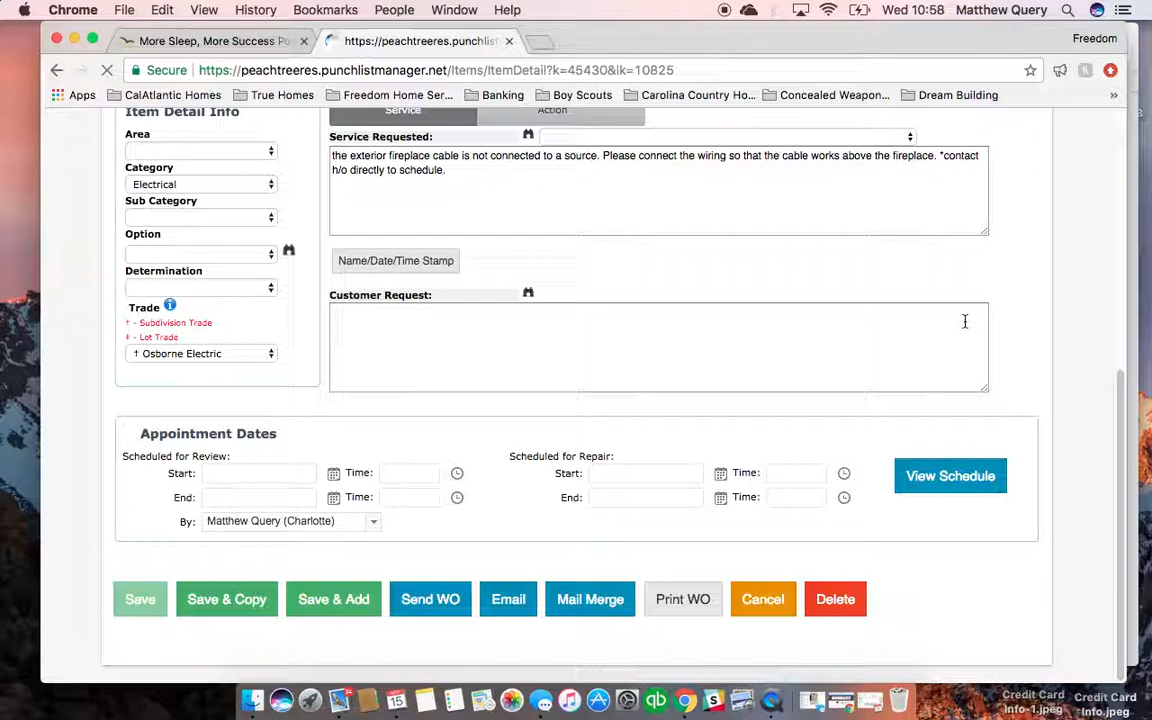 Chrome File Edit View History Bookmarks People Window Help Wed 10:58 Matthew Query
More Sleep, More Success Po × https://peachtreeres.punchlist × Freedom
Secure https://peachtreeres.punchlistmanager.net/Items/ItemDetail?k=45430&lk=10825
Apps CalAtlantic Homes True Homes Freedom Home Ser... Banking Boy Scouts Carolina Country Ho... Concealed Weapon... Dream Building »
Item Detail Info
Service Action
Area
Service Requested:
the exterior fireplace cable is not connected to a source. Please connect the wiring so that the cable works above the fireplace. *contact
h/o directly to schedule.
Category
Electrical
Sub Category
Option
Name/Date/Time Stamp
Determination
Customer Request:
Trade
† - Subdivision Trade
‡ - Lot Trade
† Osborne Electric
Appointment Dates
Scheduled for Review: Scheduled for Repair:
Start: Time: Start: Time:
View Schedule
End: Time: End: Time:
By: Matthew Query (Charlotte)
Save Save & Copy Save & Add Send WO Email Mail Merge Print WO Cancel Delete
15
qb
Credit Card
Info-1.jpeg
Credit Card
Info.jpeg